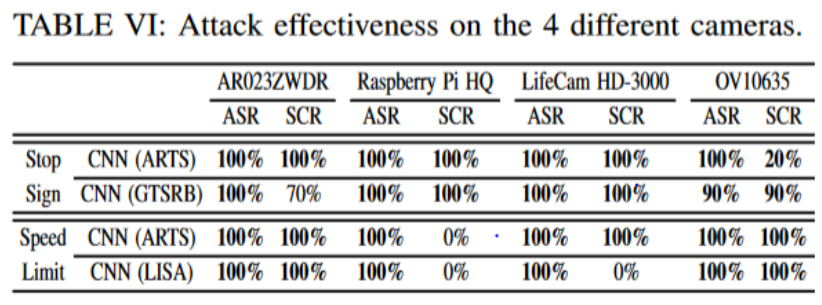 TABLE VI: Attack effectiveness on the 4 different cameras.
AR023ZWDR Raspberry Pi HQ LifeCam HD-3000 OV10635
ASR SCR ASR SCR ASR SCR ASR SCR
Stop CNN (ARTS) 100% 100% 100% 100% 100% 100% 100% 20%
Sign CNN (GTSRB) 100% 70% 100% 100% 100% 100% 90% 90%
Speed CNN (ARTS) 100% 100% 100% 0% 100% 100% 100% 100%
Limit CNN (LISA) 100% 100% 100% 0% 100% 0% 100% 100%